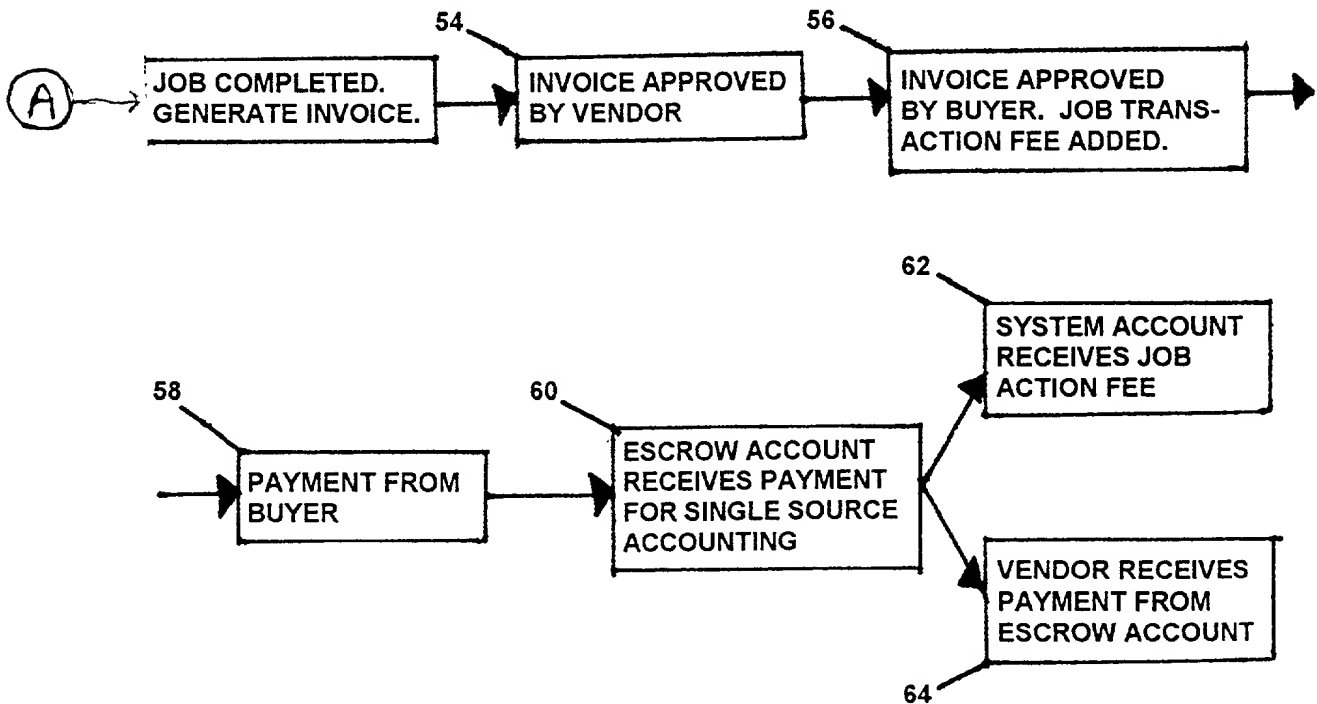 54
56
A
JOB COMPLETED.
GENERATE INVOICE.
INVOICE APPROVED
BY VENDOR
INVOICE APPROVED
BY BUYER. JOB TRANS-
ACTION FEE ADDED.
62
SYSTEM ACCOUNT
RECEIVES JOB
ACTION FEE
58
60
PAYMENT FROM
BUYER
ESCROW ACCOUNT
RECEIVES PAYMENT
FOR SINGLE SOURCE
ACCOUNTING
VENDOR RECEIVES
PAYMENT FROM
ESCROW ACCOUNT
64